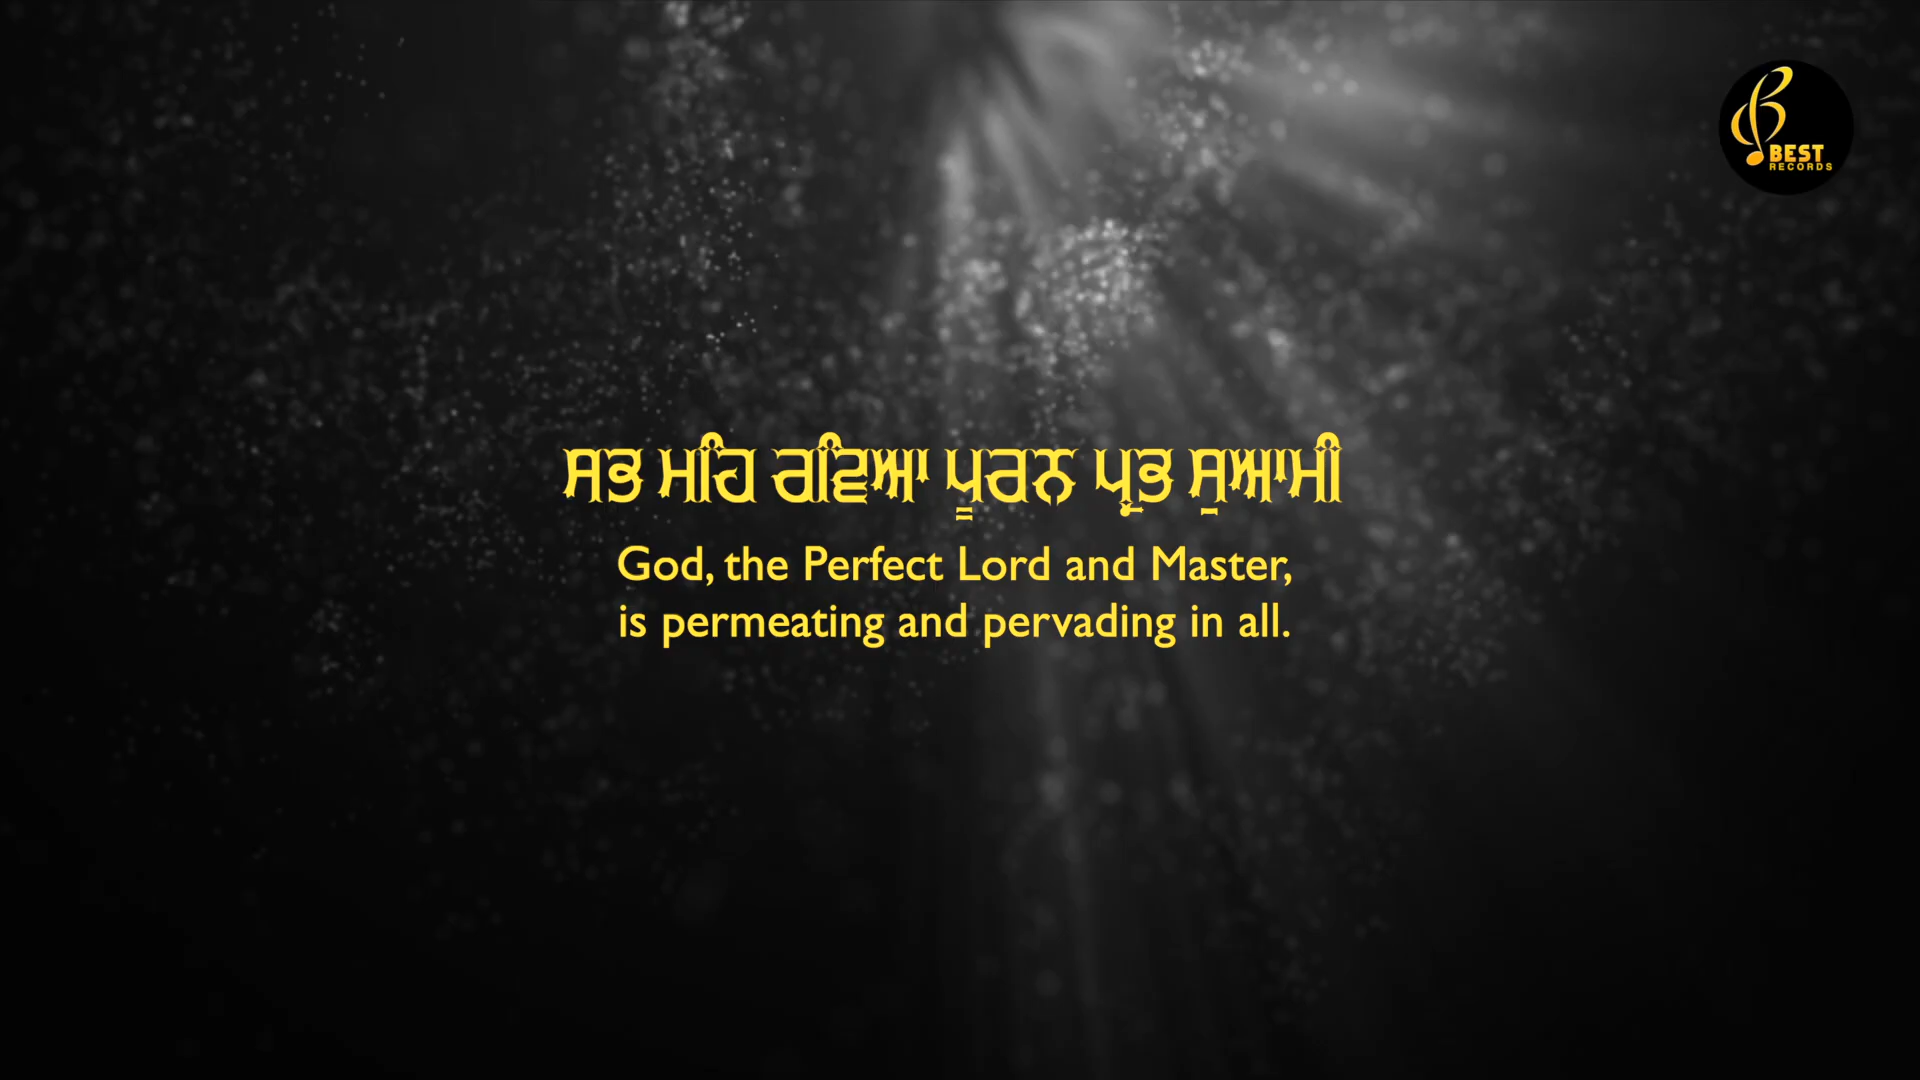 BEST
RECORDS
ਸਭ ਮਹਿ ਰਵਿਆ ਪੂਰਨ ਪ੍ਰਭ ਸੁਆਮੀ
God, the Perfect Lord and Master,
is permeating and pervading in all.